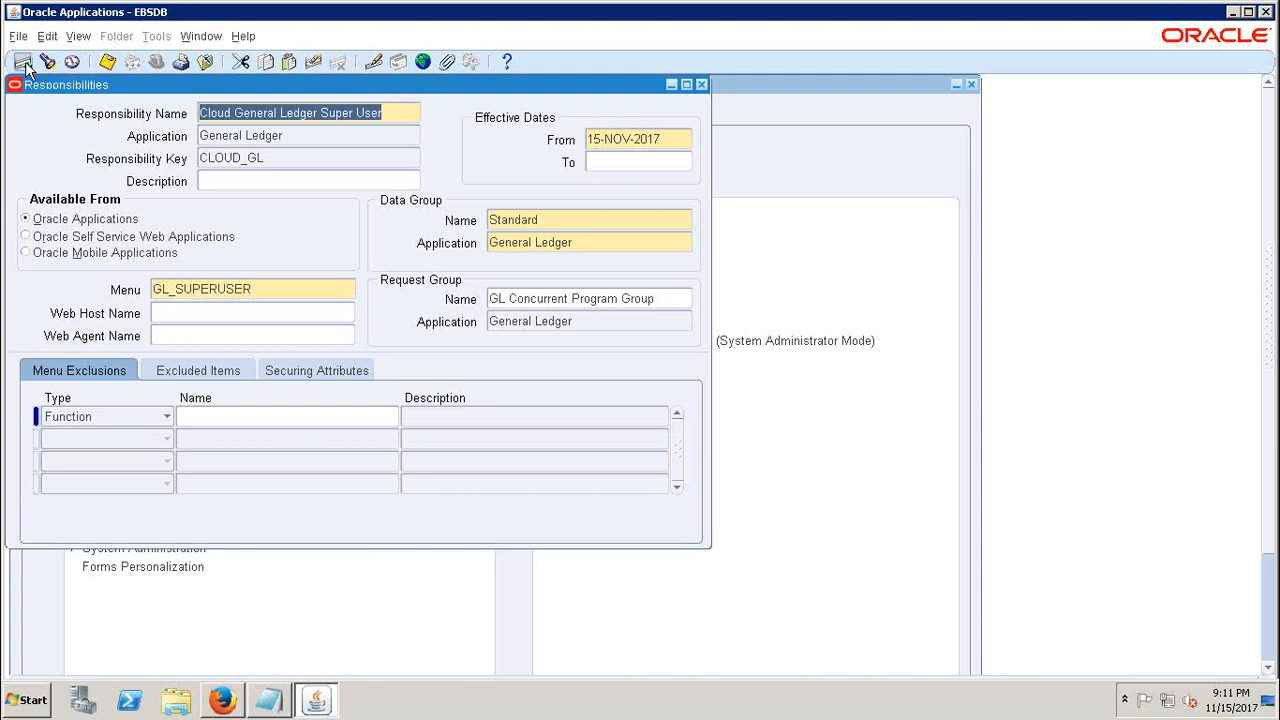 Oracle Applications - EBSDB
File Edit View Folder Tools Window Help
ORACLE
Responsibilities
Responsibility Name Cloud General Ledger Super User
Application General Ledger
Responsibility Key CLOUD_GL
Description
Effective Dates
From 15-NOV-2017
To
Available From
Oracle Applications
Oracle Self Service Web Applications
Oracle Mobile Applications
Data Group
Name Standard
Application General Ledger
Menu GL_SUPERUSER
Web Host Name
Web Agent Name
Request Group
Name GL Concurrent Program Group
Application General Ledger
(System Administrator Mode)
Menu Exclusions Excluded Items Securing Attributes
Type Name Description
Function
System Administration
Forms Personalization
Start
9:11 PM
11/15/2017